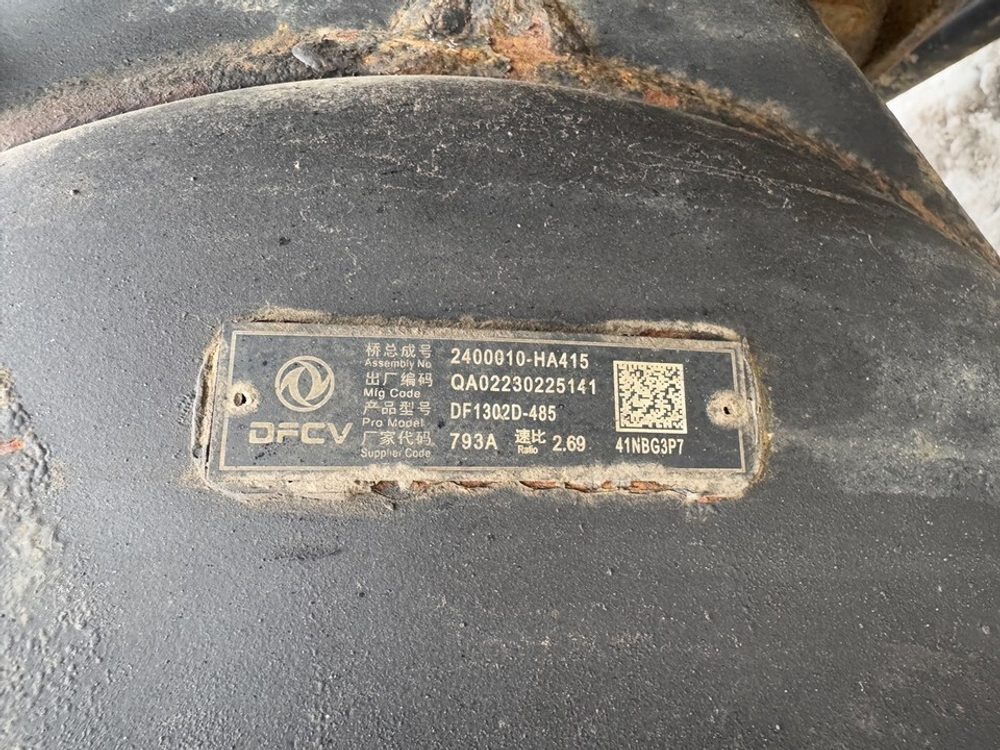 桥总成号 2400010-HA415
Assembly No
出厂编码 QA02230225141
Mfg Code
产品型号 DF1302D-485
Pro Model
厂家代码 793A 速比 2.69
Supplier Code Ratio
DFCV
41NBG3P7